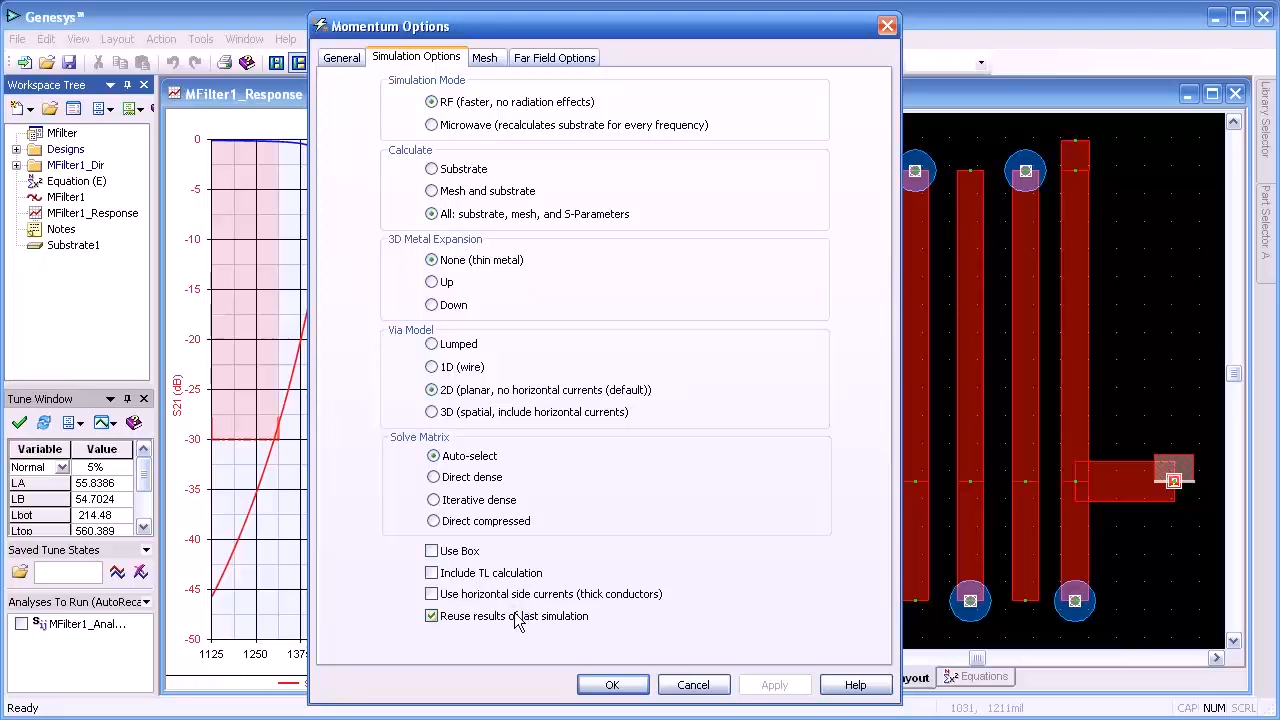 Genesys™
File Edit View Layout Action Tools Window Help
Workspace Tree
Mfilter
Designs
MFilter1_Dir
Equation (E)
MFilter1
MFilter1_Response
Notes
Substrate1
Tune Window
Variable Value
Normal 5%
LA 55.8386
LB 54.7024
Lbot 214.48
Ltop 560.389
Saved Tune States
Analyses To Run (AutoReca
MFilter1_Anal...
Ready
MFilter1_Response
0
-5
-10
-15
-20
-25
-30
-35
-40
-45
-50
S21 (dB)
1125 1250 1375
Momentum Options
General Simulation Options Mesh Far Field Options
Simulation Mode
RF (faster, no radiation effects)
Microwave (recalculates substrate for every frequency)
Calculate
Substrate
Mesh and substrate
All: substrate, mesh, and S-Parameters
3D Metal Expansion
None (thin metal)
Up
Down
Via Model
Lumped
1D (wire)
2D (planar, no horizontal currents (default))
3D (spatial, include horizontal currents)
Solve Matrix
Auto-select
Direct dense
Iterative dense
Direct compressed
Use Box
Include TL calculation
Use horizontal side currents (thick conductors)
Reuse results of last simulation
OK Cancel Apply Help
Library Selector
Part Selector A
2
ayout Equations
1031, 121mil CAP NUM SCRL